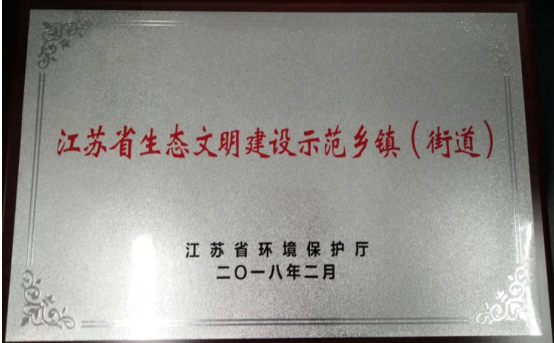 江苏省生态文明建设示范乡镇（街道）
江苏省环境保护厅
二〇一八年二月